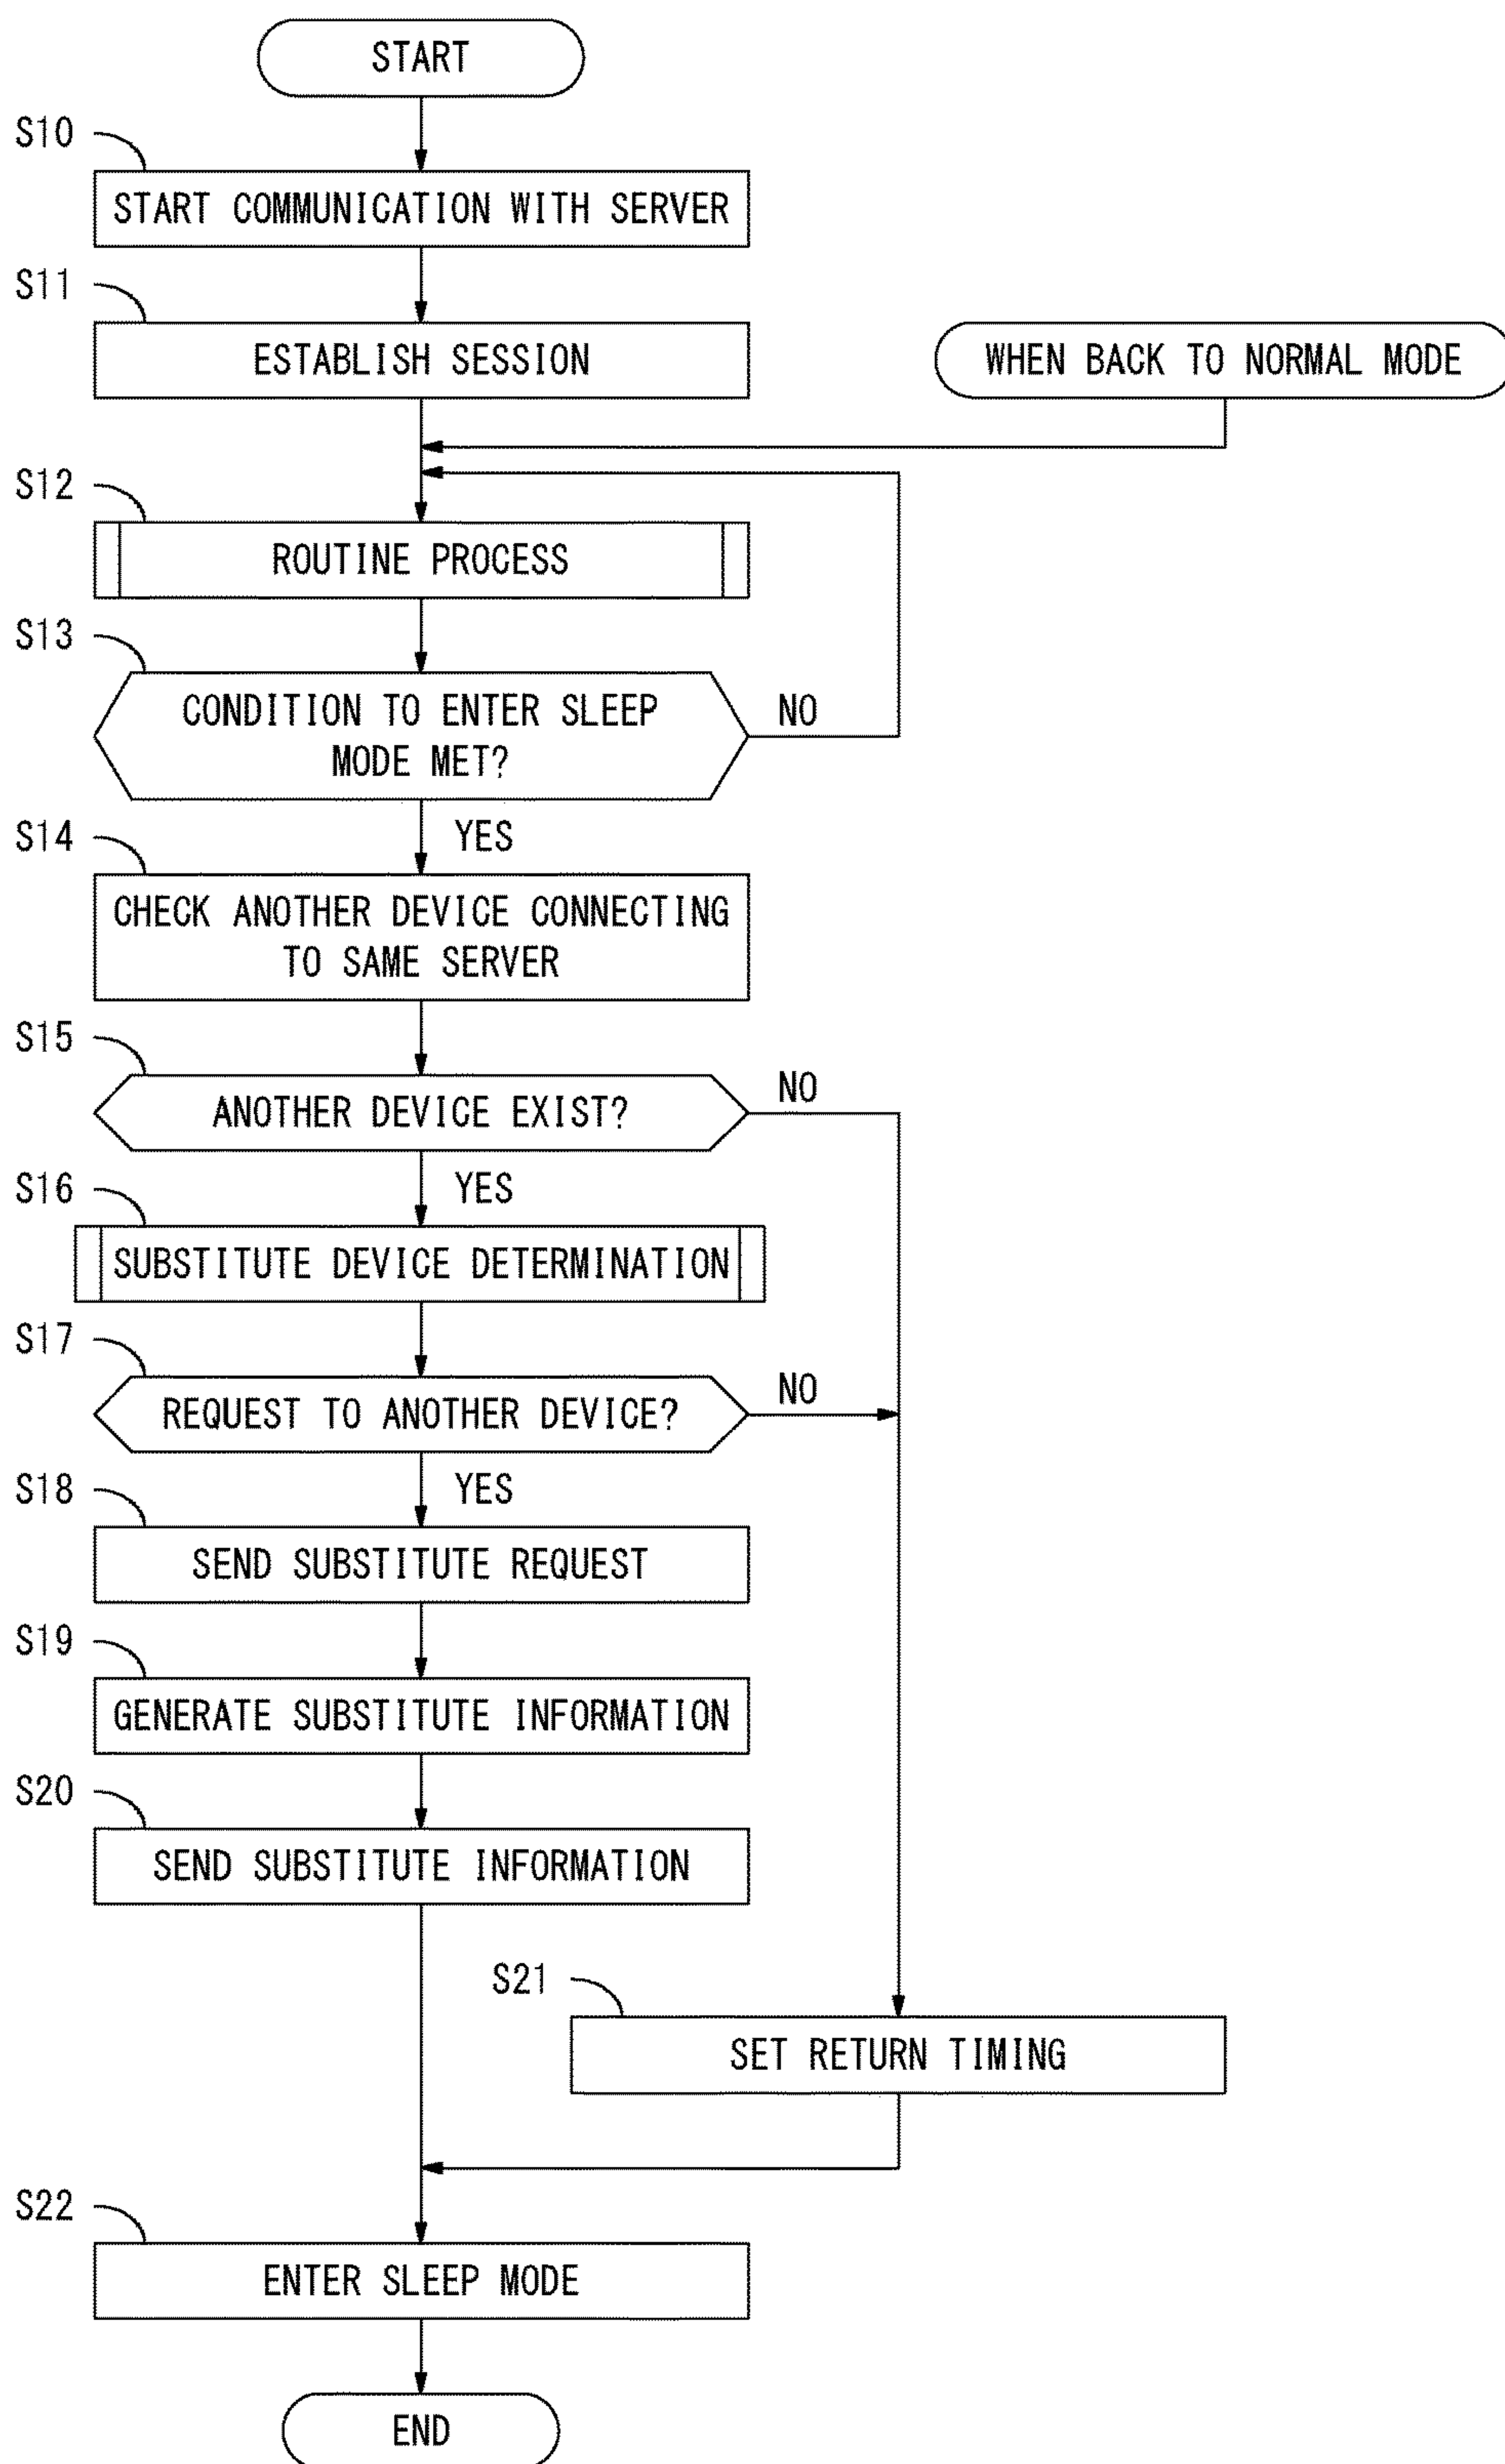 START
S10
START COMMUNICATION WITH SERVER
S11
ESTABLISH SESSION
WHEN BACK TO NORMAL MODE
S12
ROUTINE PROCESS
S13
CONDITION TO ENTER SLEEP
MODE MET?
NO
YES
S14
CHECK ANOTHER DEVICE CONNECTING
TO SAME SERVER
S15
ANOTHER DEVICE EXIST?
NO
YES
S16
SUBSTITUTE DEVICE DETERMINATION
S17
REQUEST TO ANOTHER DEVICE?
NO
YES
S18
SEND SUBSTITUTE REQUEST
S19
GENERATE SUBSTITUTE INFORMATION
S20
SEND SUBSTITUTE INFORMATION
S21
SET RETURN TIMING
S22
ENTER SLEEP MODE
END